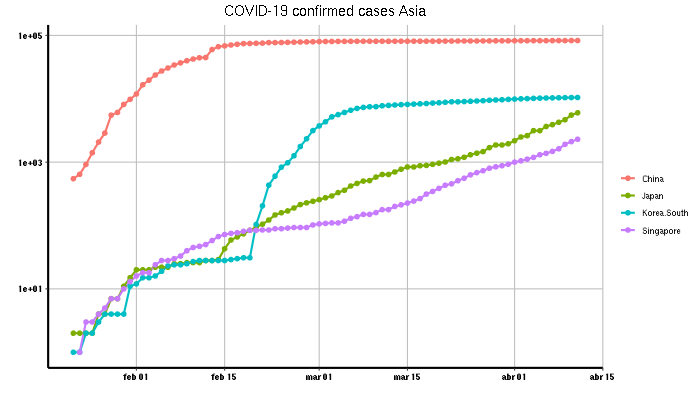 COVID-19 confirmed cases Asia
1e+05
1e+03
1e+01
feb 01 feb 15 mar 01 mar 15 abr 01 abr 15
China
Japan
Korea.South
Singapore